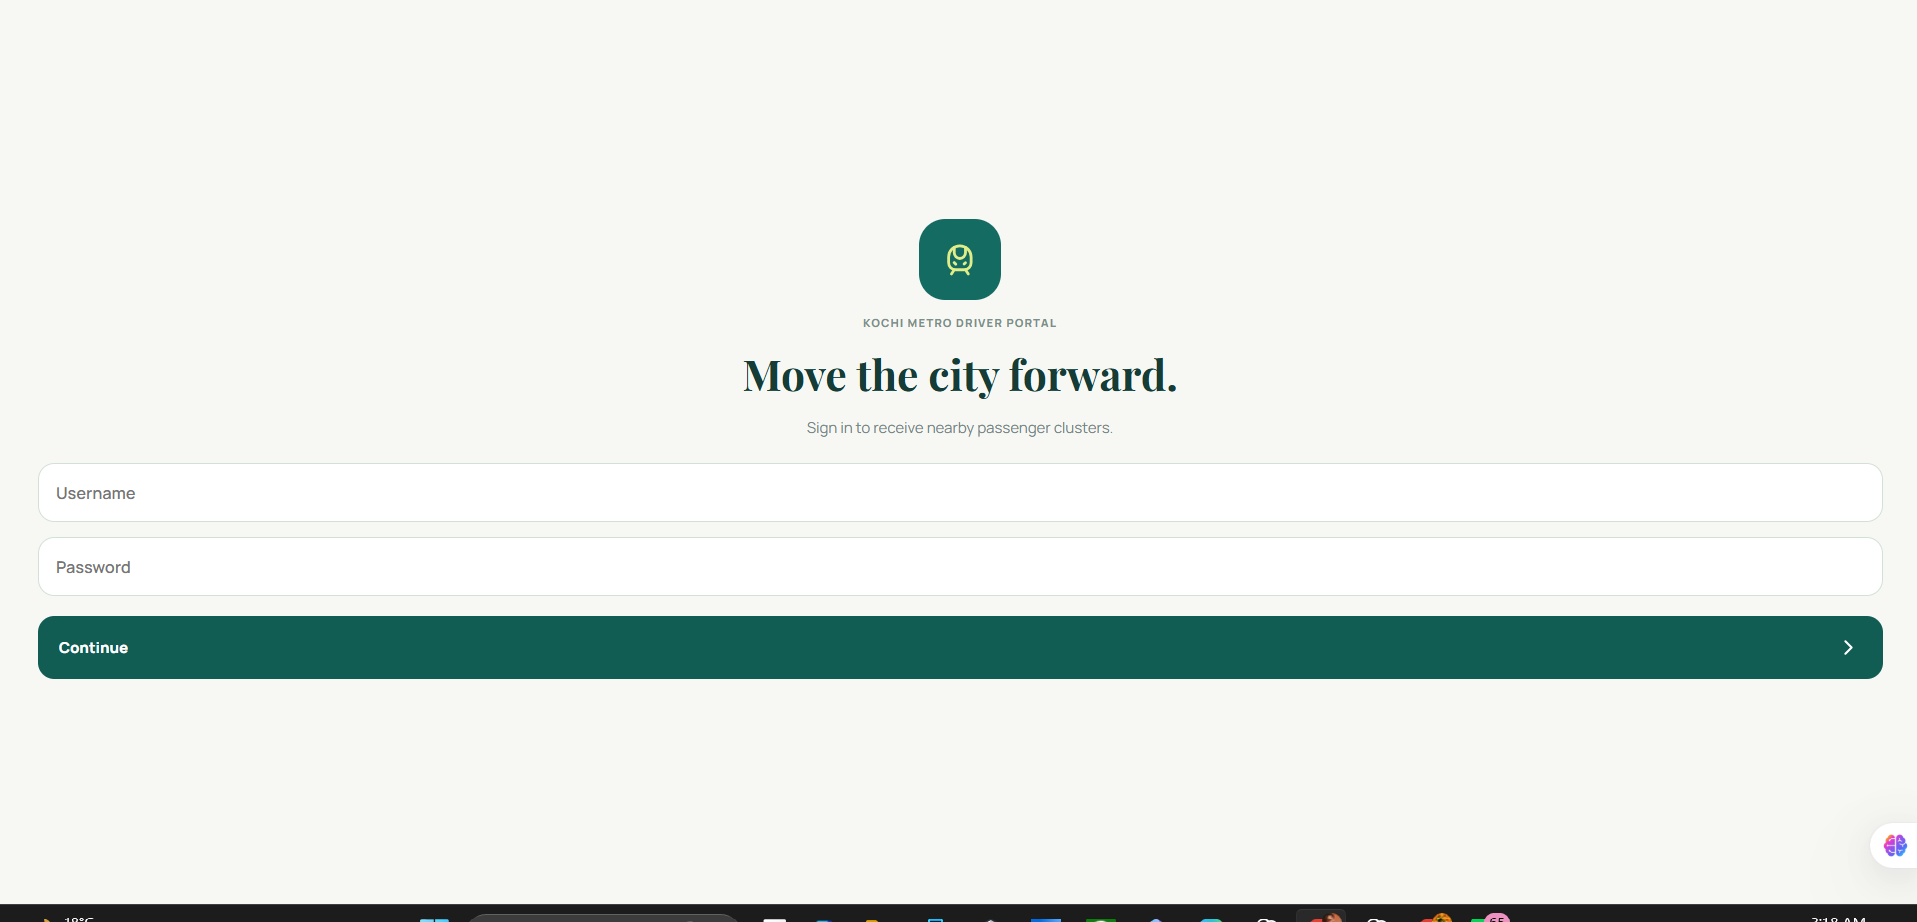 KOCHI METRO DRIVER PORTAL
Move the city forward.
Sign in to receive nearby passenger clusters.
Username
Password
Continue